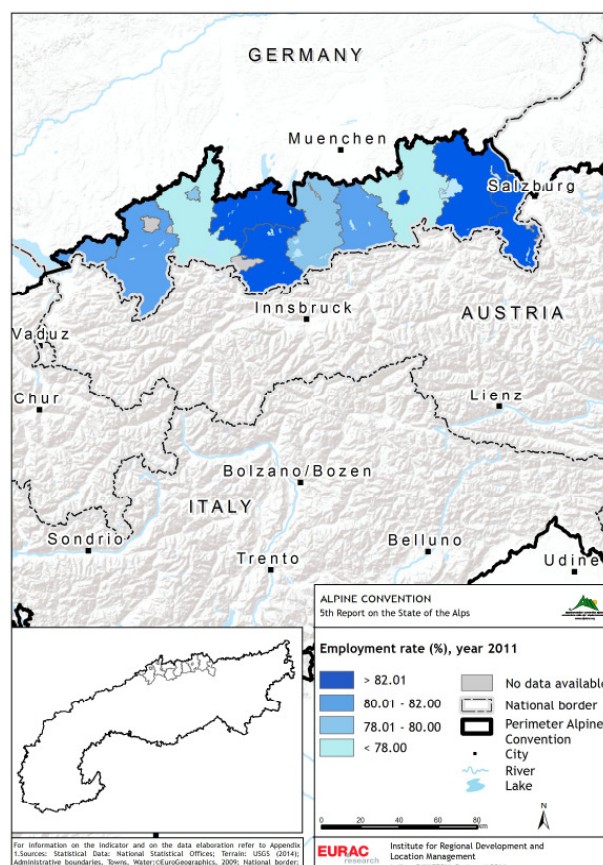 GERMANY
Muenchen
Salzburg
Innsbruck
AUSTRIA
Vaduz
Chur
Lienz
Bolzano/Bozen
ITALY
Sondrio
Belluno
Trento
Udine
ALPINE CONVENTION
5th Report on the State of the Alps
Employment rate (%), year 2011
> 82.01
80.01 - 82.00
78.01 - 80.00
< 78.00
No data available
National border
Perimeter Alpine
Convention
City
River
Lake
0 20 40 60 80
N
For information on the indicator and on the data elaboration refer to Appendix
1.Sources: Statistical Data: National Statistical Offices; Terrain: USGS (2014);
Administrative boundaries, Towns, Water:©EuroGeographics, 2009; National border:
EURAC
research
Institute for Regional Development and
Location Management